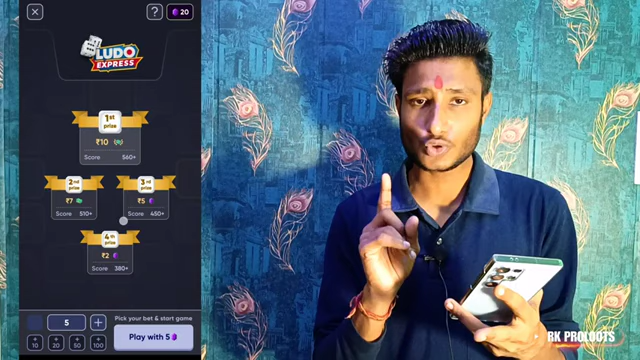 20
LUDO
EXPRESS
1st
prize
₹10
Score 560+
2nd
prize
₹7
Score 510+
3rd
prize
₹5
Score 450+
4th
prize
₹2
Score 380+
Pick your bet & start game
5
Play with 5
10 20 50 100
RK PROLOOTS